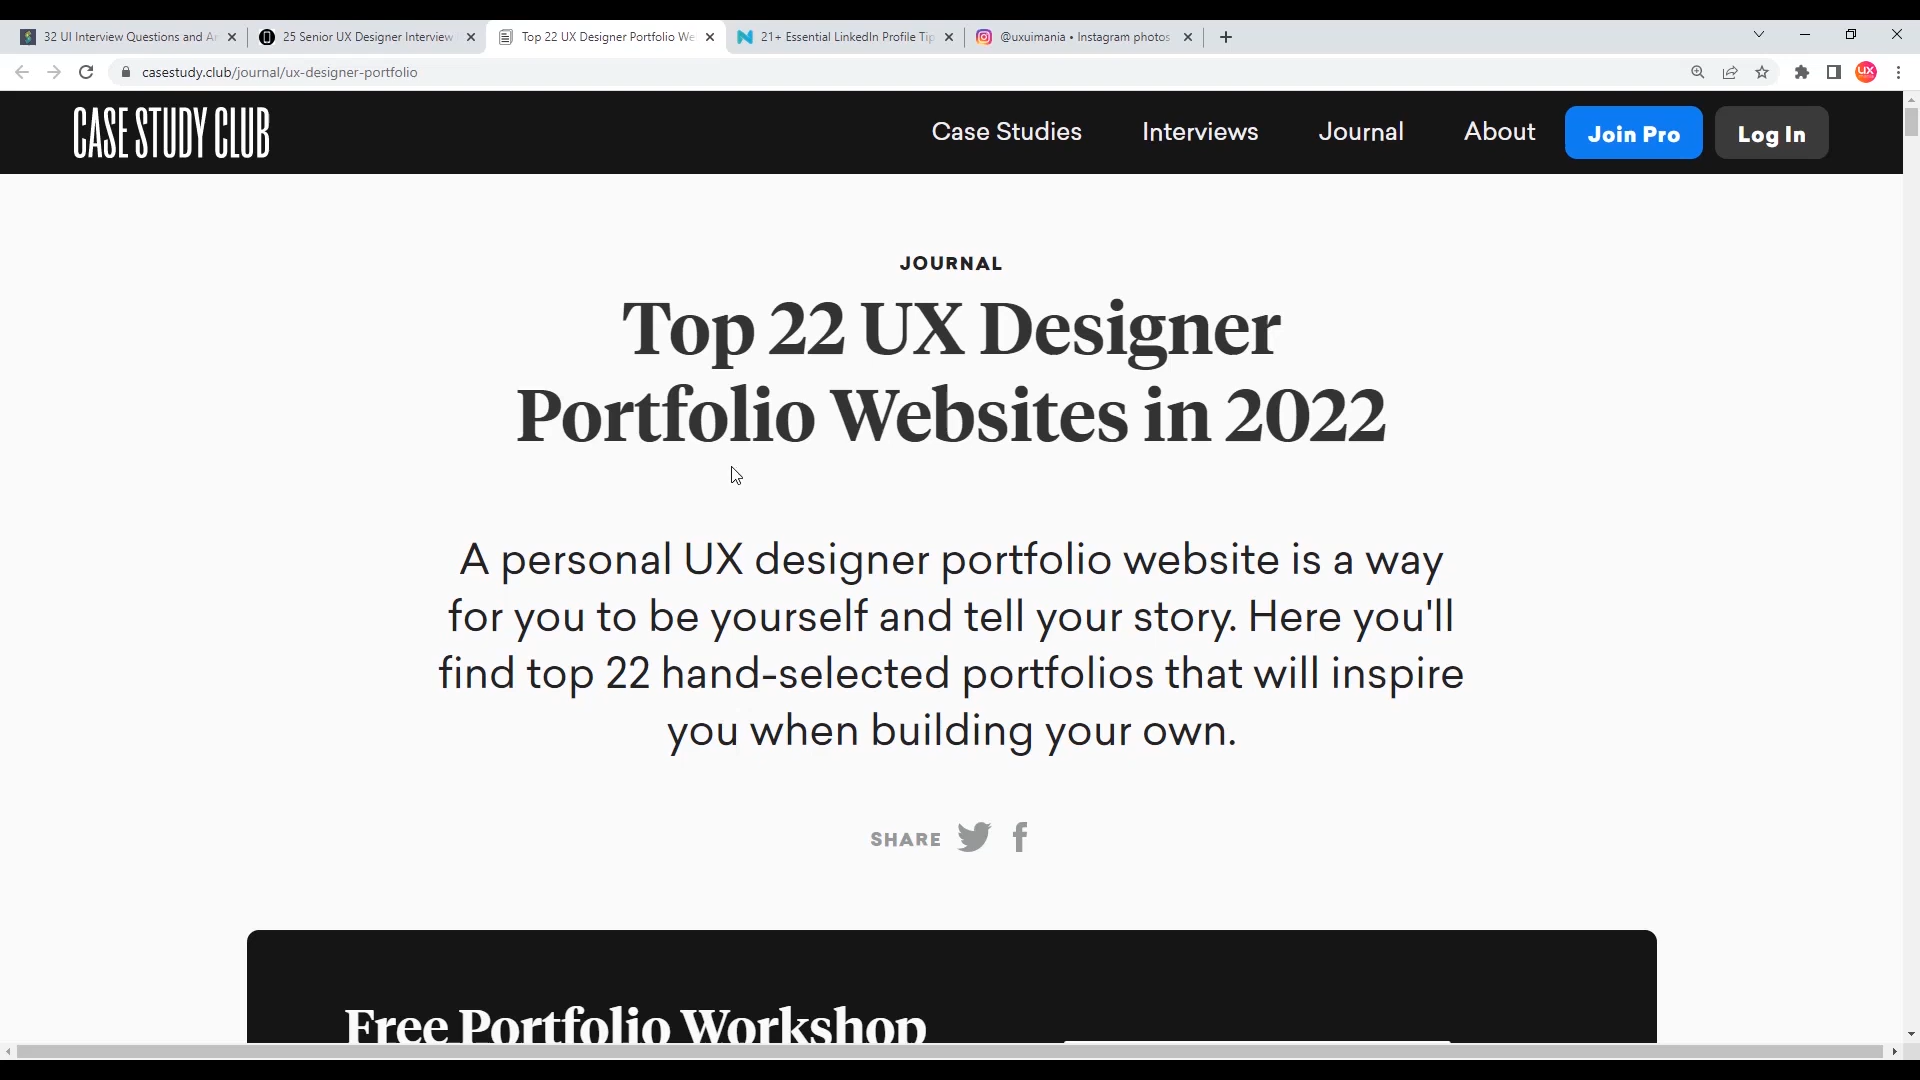 32 UI Interview Questions and An
25 Senior UX Designer Interview
Top 22 UX Designer Portfolio We
21+ Essential LinkedIn Profile Tip
@uxuimania • Instagram photos
casestudy.club/journal/ux-designer-portfolio
UX
CASE STUDY CLUB
Case Studies
Interviews
Journal
About
Join Pro
Log In
JOURNAL
Top 22 UX Designer
Portfolio Websites in 2022
A personal UX designer portfolio website is a way
for you to be yourself and tell your story. Here you'll
find top 22 hand-selected portfolios that will inspire
you when building your own.
SHARE
Free Portfolio Workshop